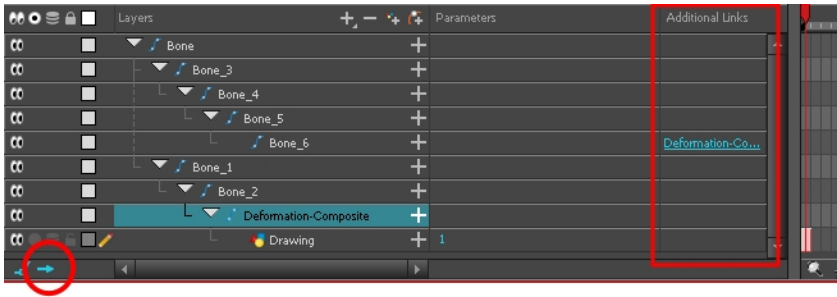 Layers Parameters Additional Links
Bone
Bone_3
Bone_4
Bone_5
Bone_6 Deformation-Co...
Bone_1
Bone_2
Deformation-Composite
Drawing 1